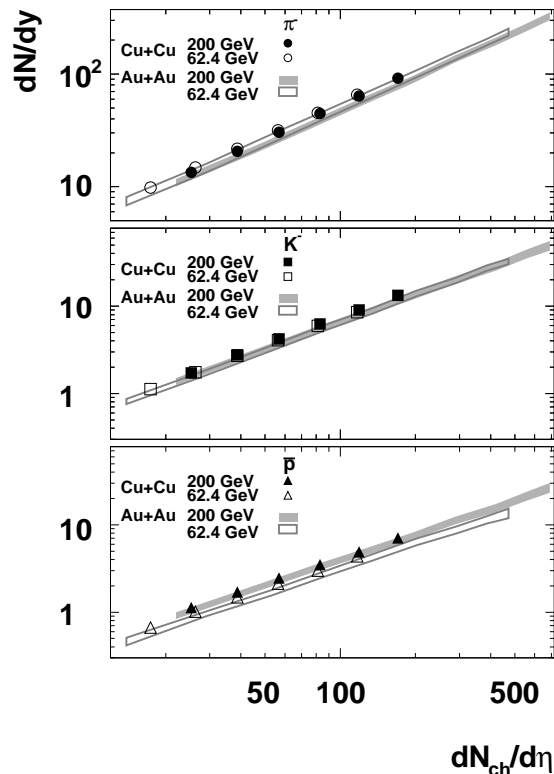 dN/dy
π-
Cu+Cu 200 GeV
62.4 GeV
Au+Au 200 GeV
62.4 GeV
10²
10
K-
Cu+Cu 200 GeV
62.4 GeV
Au+Au 200 GeV
62.4 GeV
10
1
p̅
Cu+Cu 200 GeV
62.4 GeV
Au+Au 200 GeV
62.4 GeV
10
1
50 100 500
dN_ch/dη